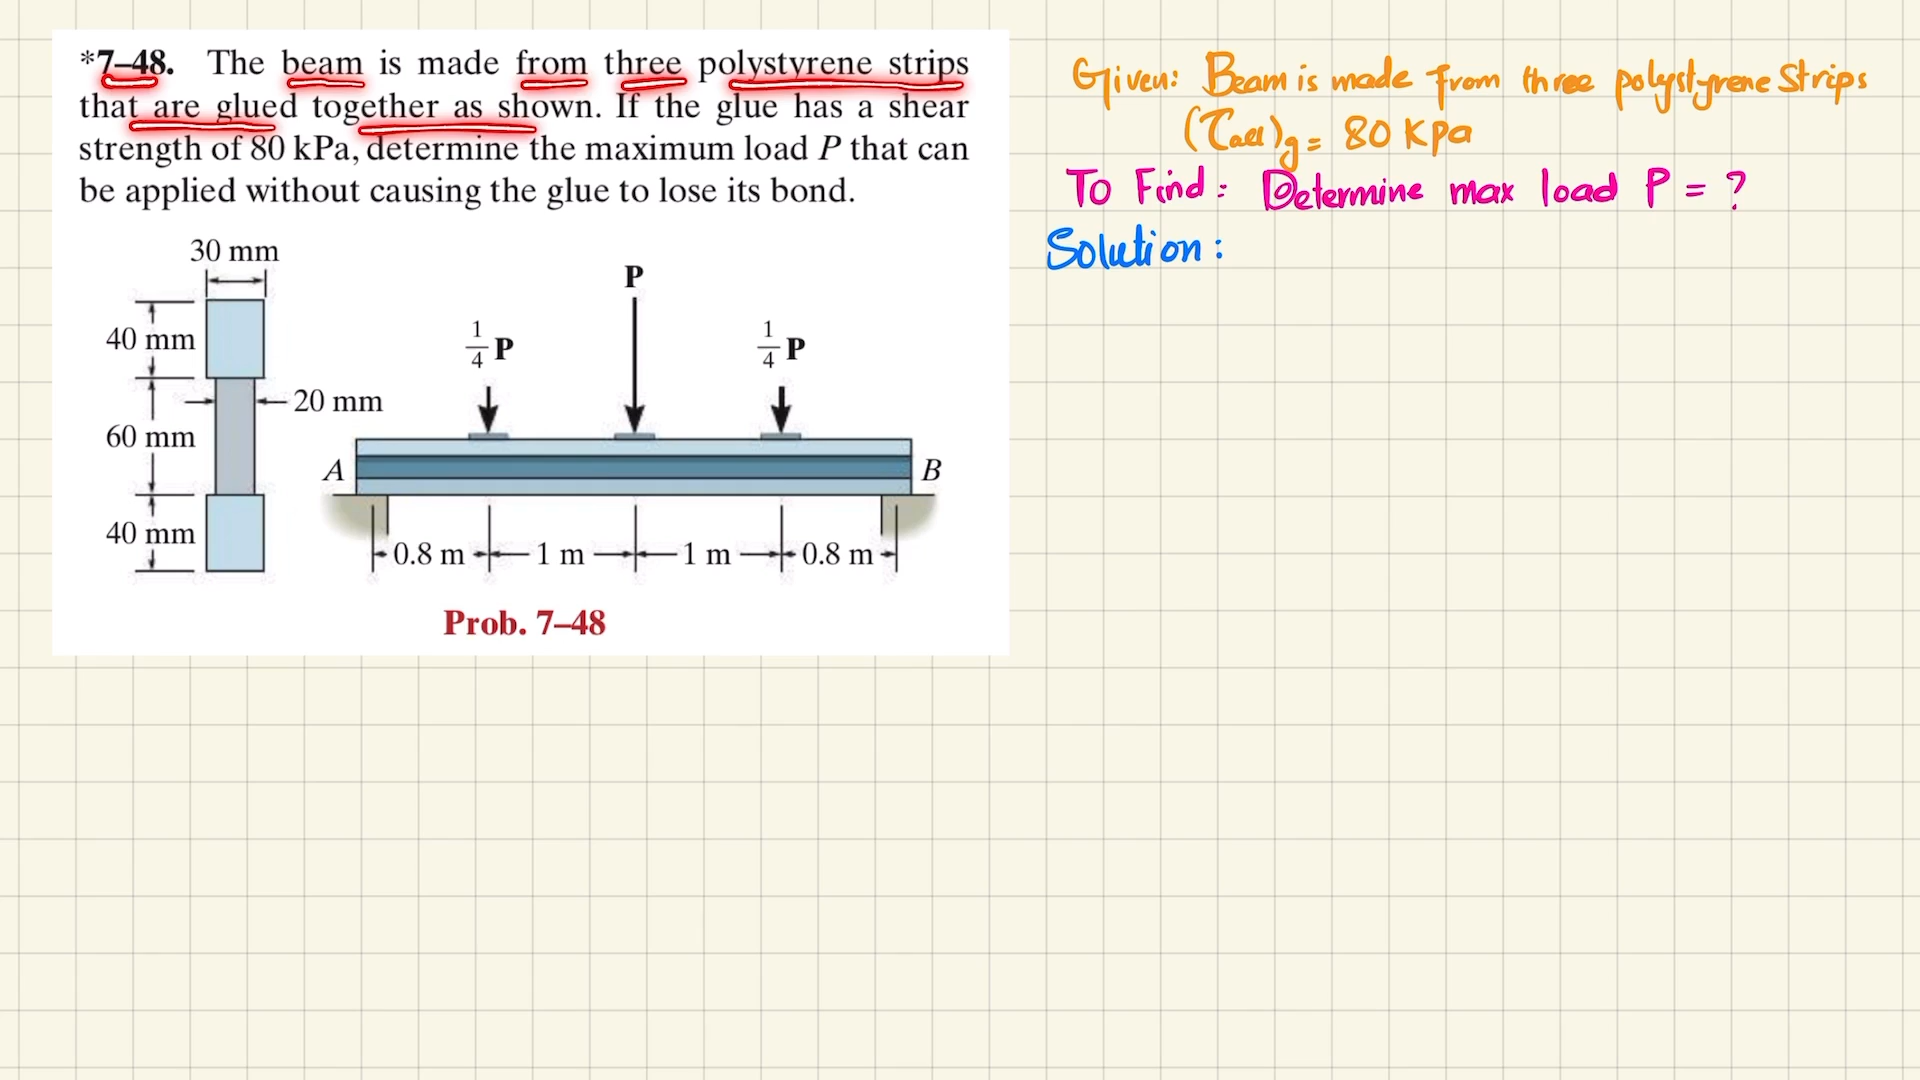 *7–48. The beam is made from three polystyrene strips
that are glued together as shown. If the glue has a shear
strength of 80 kPa, determine the maximum load P that can
be applied without causing the glue to lose its bond.
30 mm
40 mm
20 mm
60 mm
40 mm
P
1/4 P
1/4 P
A
B
0.8 m
1 m
1 m
0.8 m
Prob. 7–48
Given: Beam is made from three polystyrene Strips
(τall)g = 80 KPa
To Find: Determine max load P = ?
Solution: